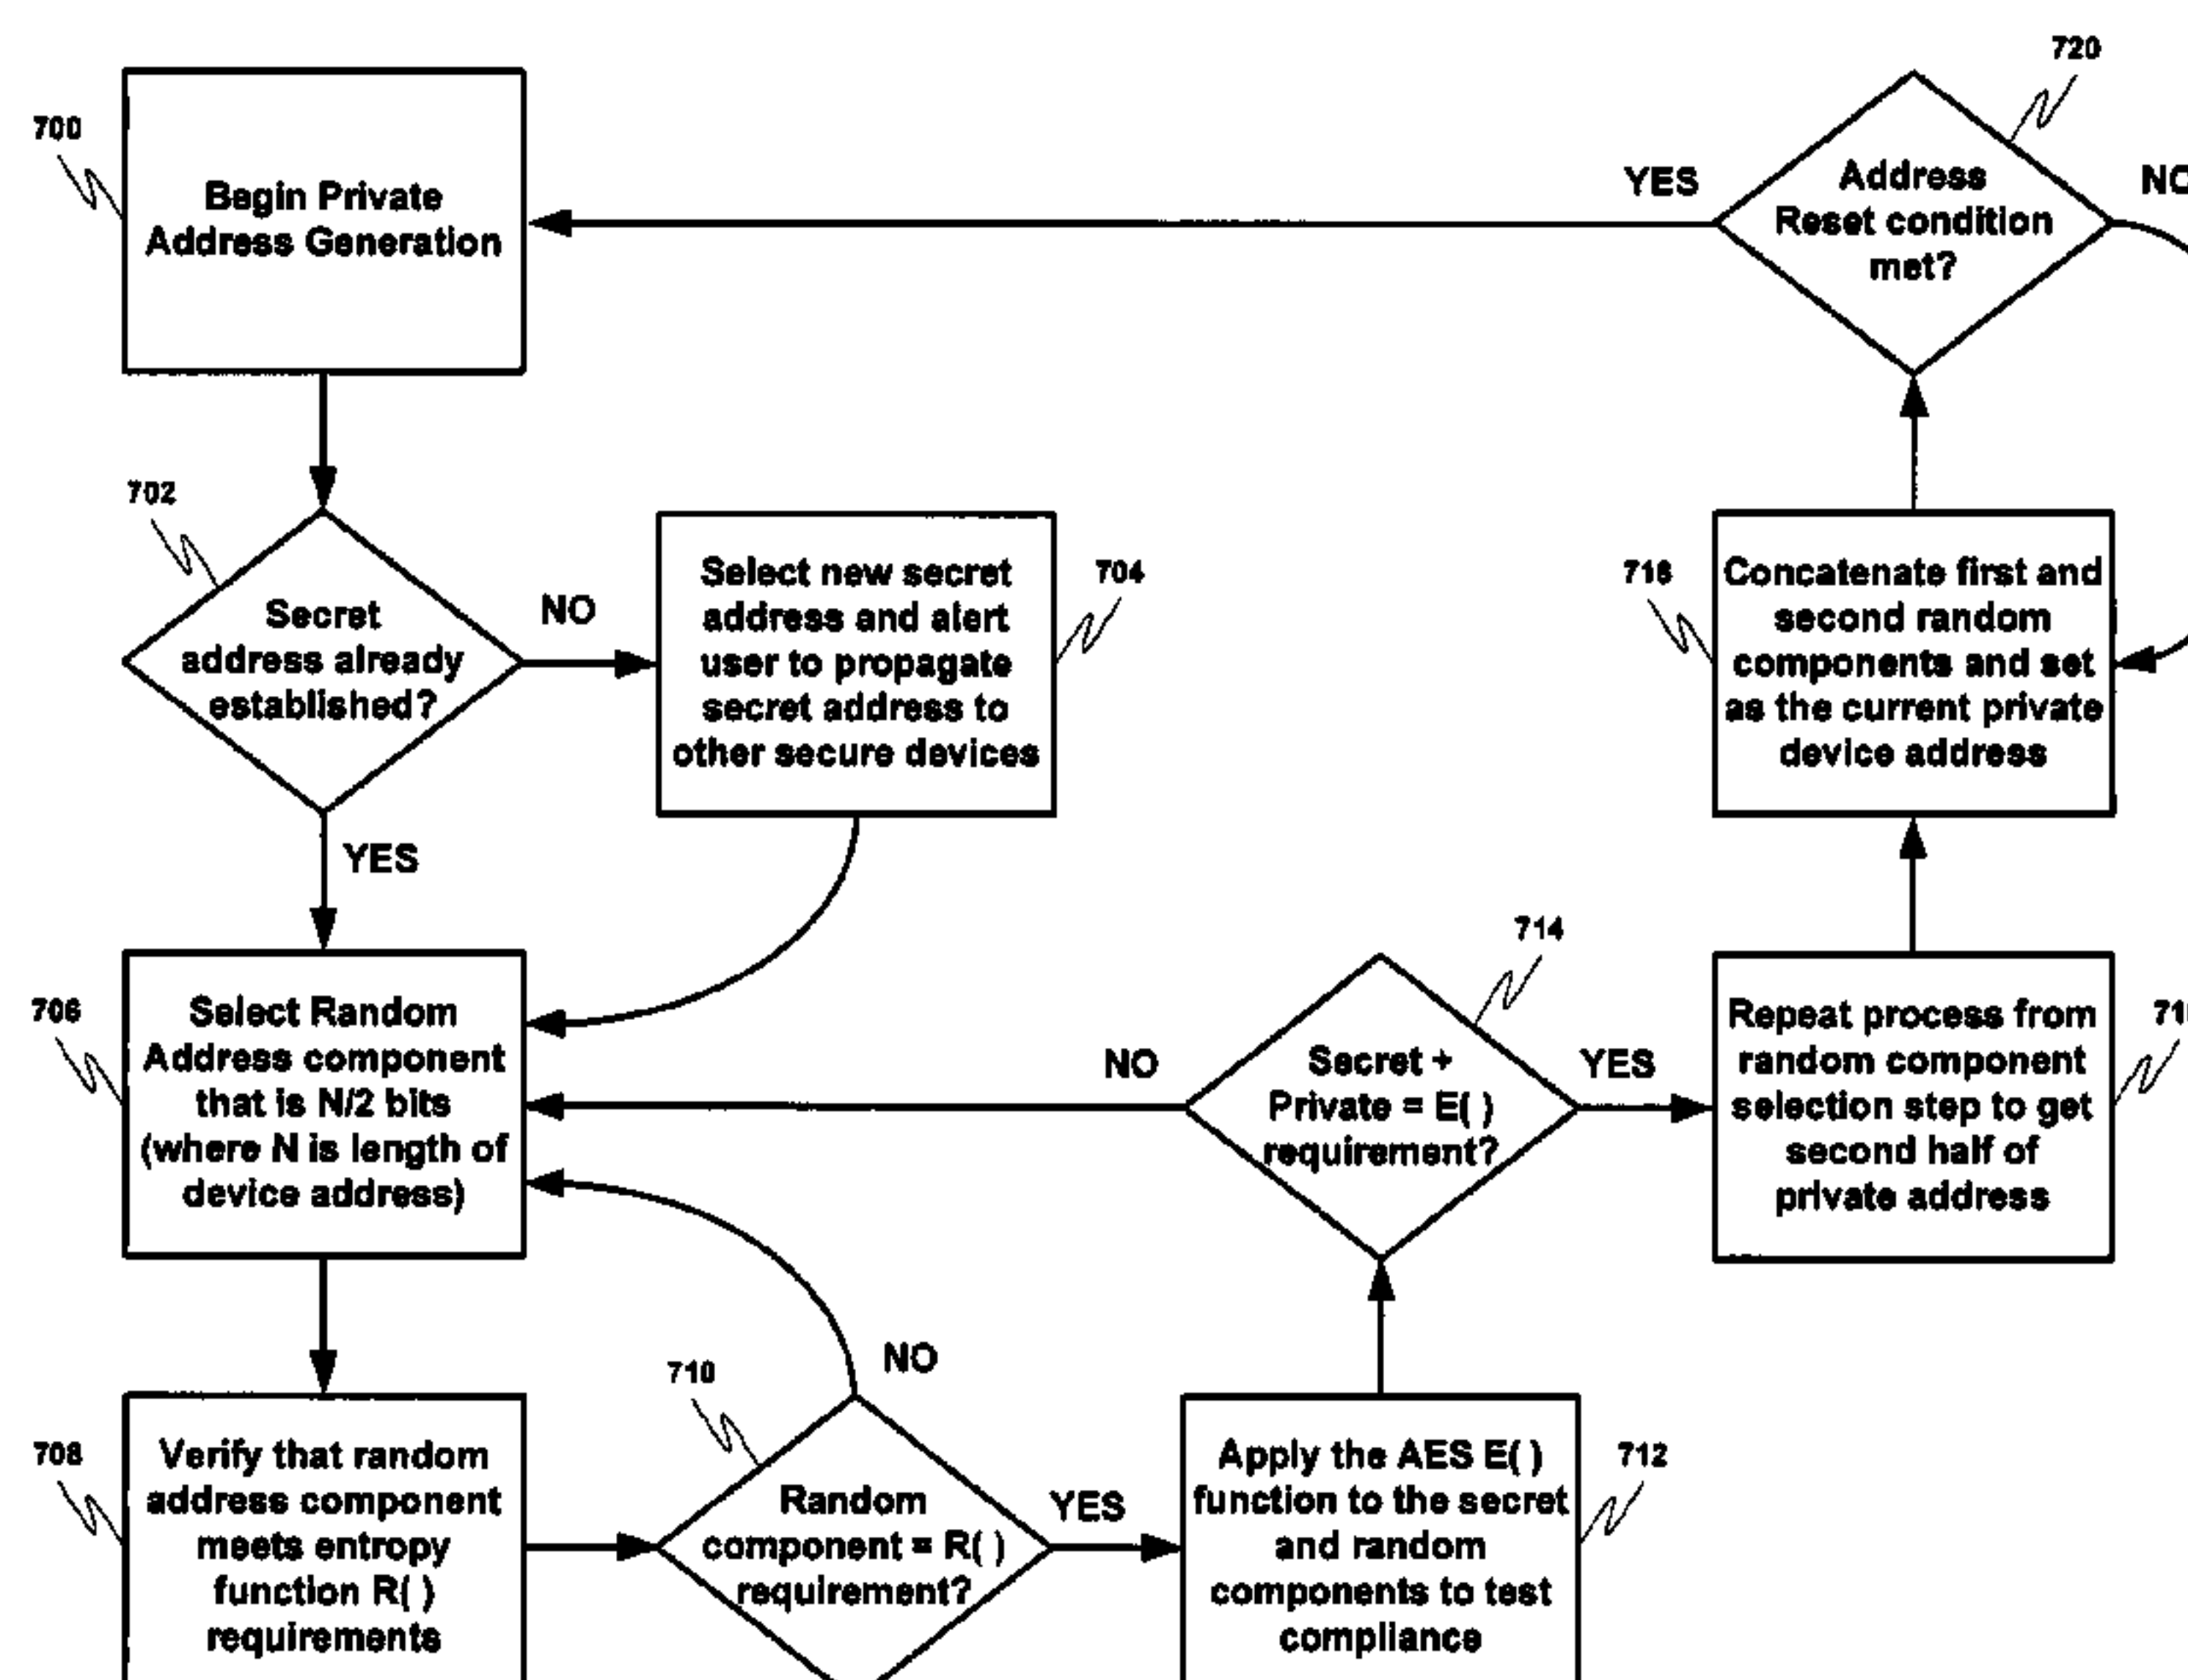 700
Begin Private
Address Generation
702
Secret
address already
established?
NO
YES
Select new secret
address and alert
user to propagate
secret address to
other secure devices
704
706
Select Random
Address component
that is N/2 bits
(where N is length of
device address)
708
Verify that random
address component
meets entropy
function R( )
requirements
710
Random
component = R( )
requirement?
NO
YES
Apply the AES E( )
function to the secret
and random
components to test
compliance
712
714
Secret +
Private = E( )
requirement?
NO
YES
Repeat process from
random component
selection step to get
second half of
private address
718
Concatenate first and
second random
components and set
as the current private
device address
720
Address
Reset condition
met?
YES